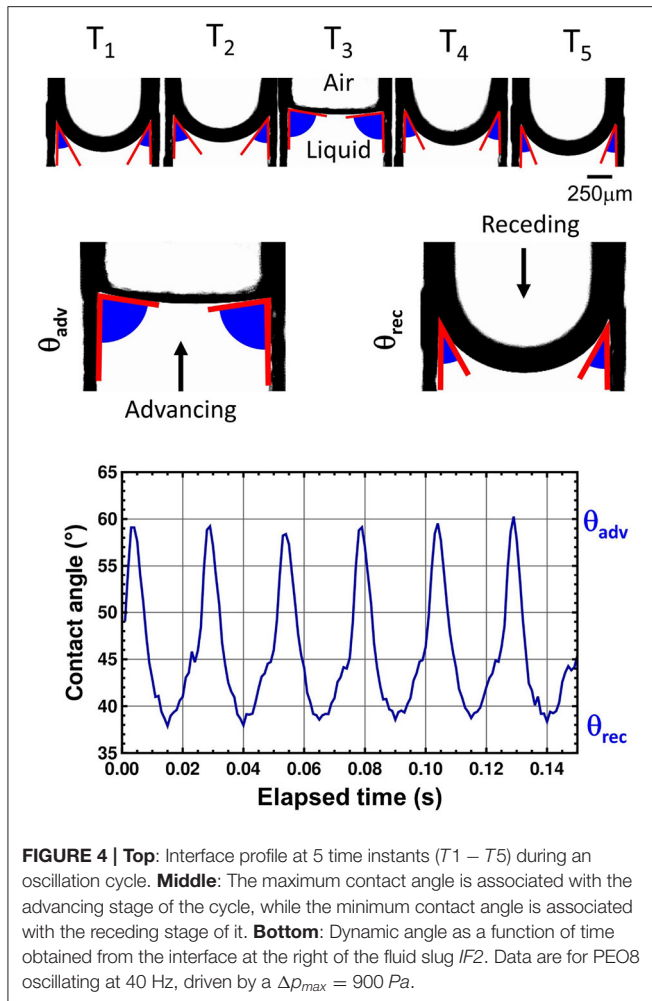 T1 T2 T3 T4 T5
Air
Liquid
250μm
Receding
θadv
θrec
Advancing
65
60
55
50
45
40
35
Contact angle (°)
θadv
θrec
0.00 0.02 0.04 0.06 0.08 0.10 0.12 0.14
Elapsed time (s)
FIGURE 4 | Top: Interface profile at 5 time instants (T1 − T5) during an
oscillation cycle. Middle: The maximum contact angle is associated with the
advancing stage of the cycle, while the minimum contact angle is associated
with the receding stage of it. Bottom: Dynamic angle as a function of time
obtained from the interface at the right of the fluid slug IF2. Data are for PEO8
oscillating at 40 Hz, driven by a Δpmax = 900 Pa.